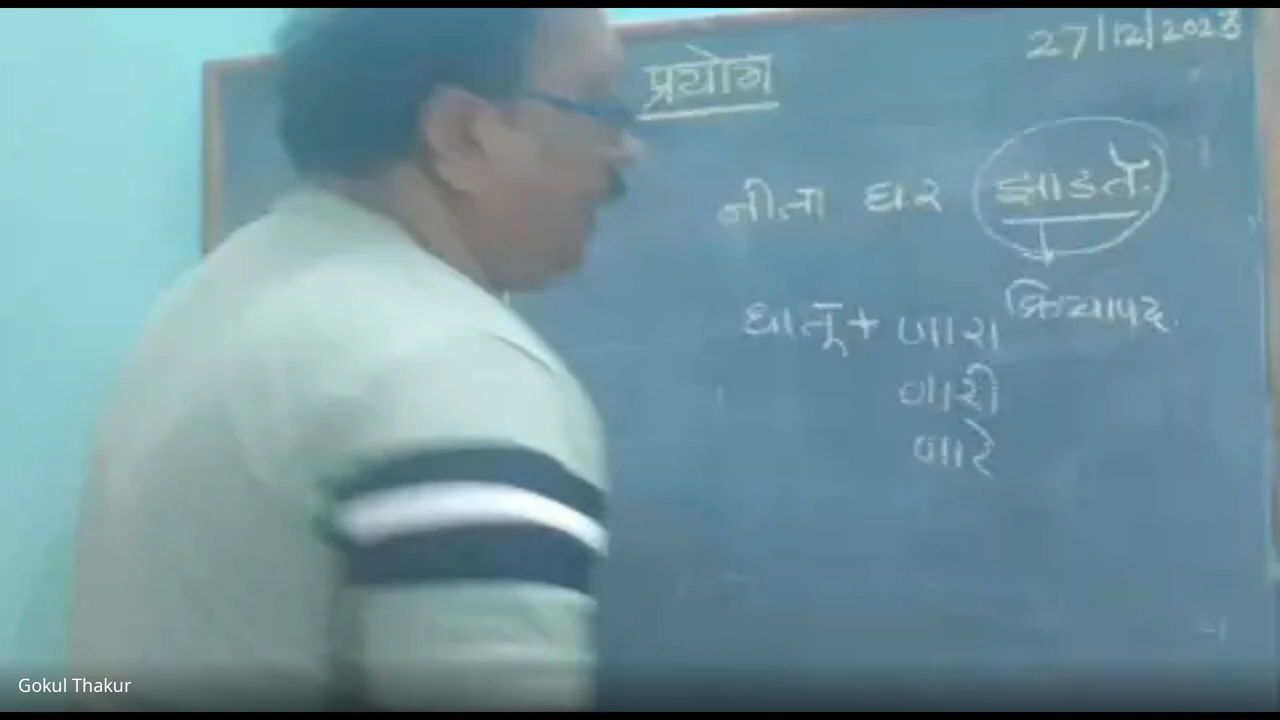 प्रयोग
27/12/2023
नीता घर झाडते.
क्रियापद.
धातू + णारा
णारी
णारे
Gokul Thakur